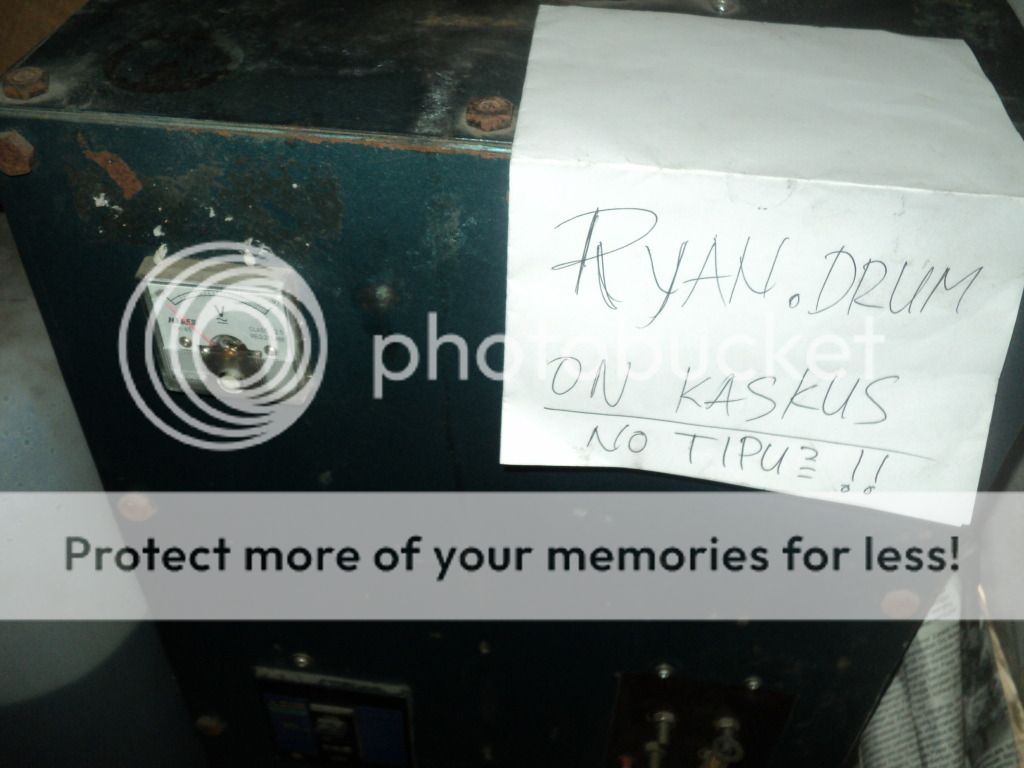 RYAN.DRUM
ON KASKUS
NO TIPU2 !!
V
photobucket
Protect more of your memories for less!